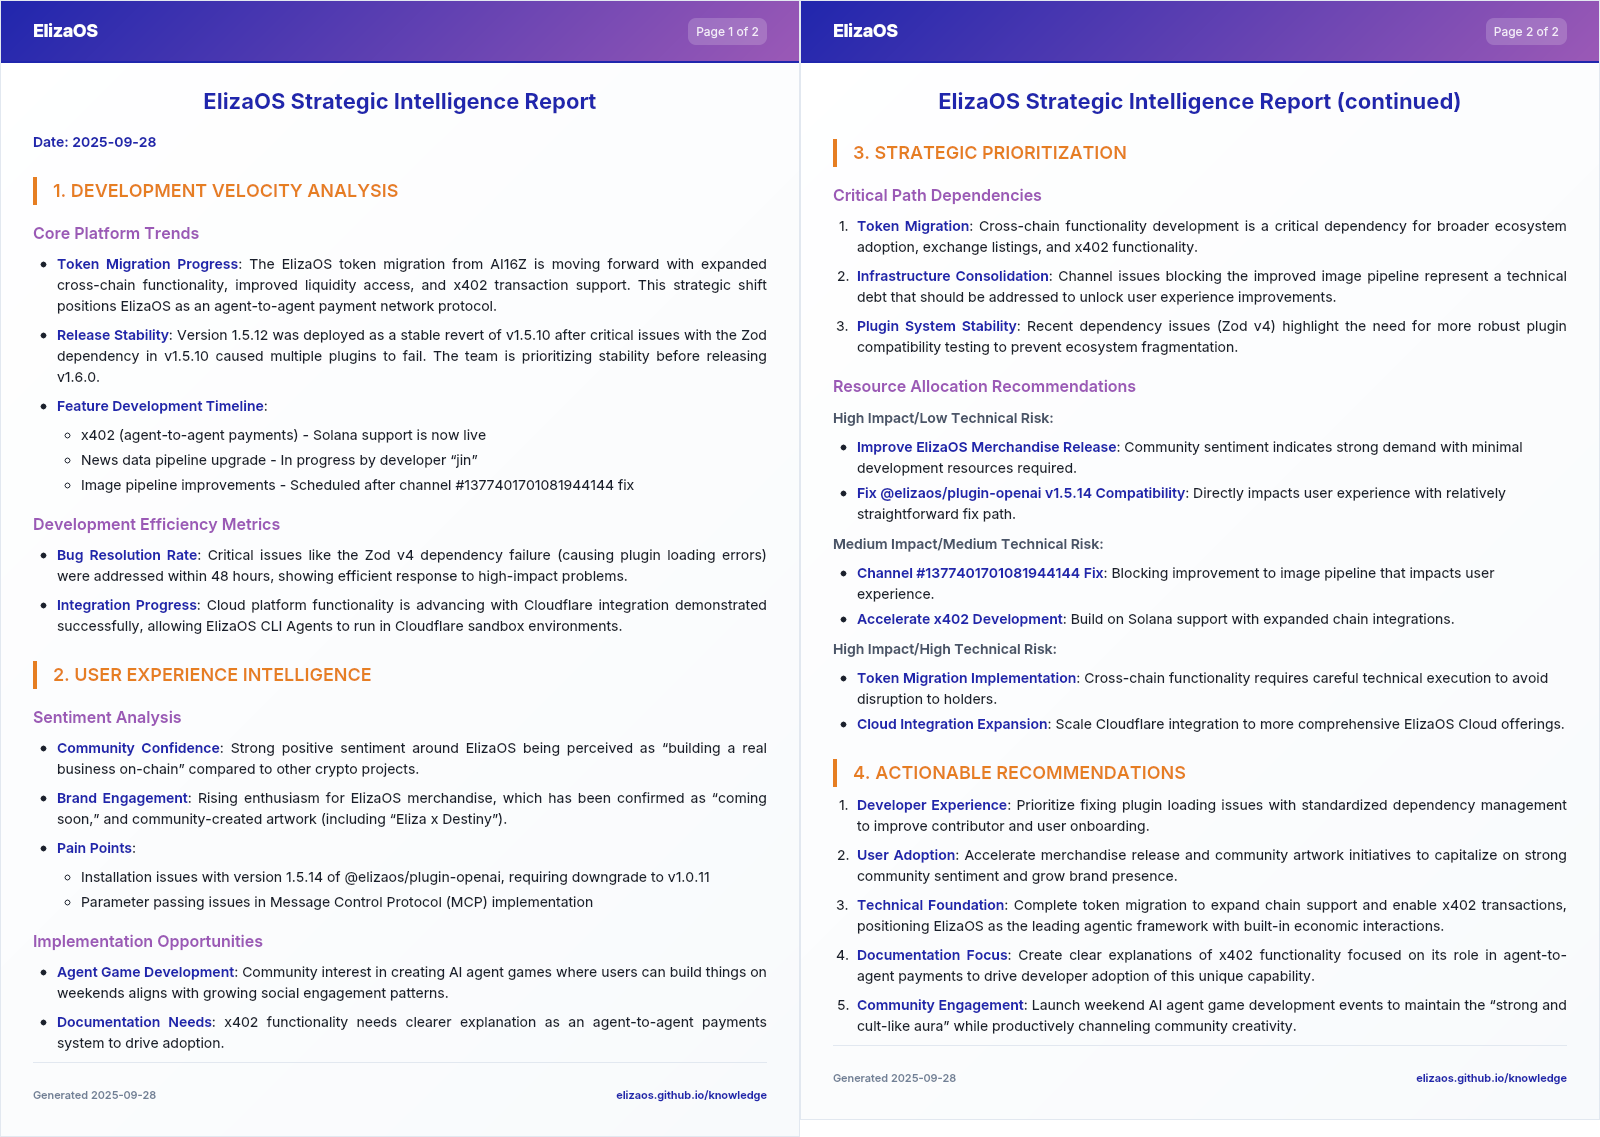 ElizaOS
Page 1 of 2
ElizaOS Strategic Intelligence Report
Date: 2025-09-28
1. DEVELOPMENT VELOCITY ANALYSIS
Core Platform Trends
• Token Migration Progress: The ElizaOS token migration from AI16Z is moving forward with expanded
cross-chain functionality, improved liquidity access, and x402 transaction support. This strategic shift
positions ElizaOS as an agent-to-agent payment network protocol.
• Release Stability: Version 1.5.12 was deployed as a stable revert of v1.5.10 after critical issues with the Zod
dependency in v1.5.10 caused multiple plugins to fail. The team is prioritizing stability before releasing
v1.6.0.
• Feature Development Timeline:
◦ x402 (agent-to-agent payments) - Solana support is now live
◦ News data pipeline upgrade - In progress by developer “jin”
◦ Image pipeline improvements - Scheduled after channel #1377401701081944144 fix
Development Efficiency Metrics
• Bug Resolution Rate: Critical issues like the Zod v4 dependency failure (causing plugin loading errors)
were addressed within 48 hours, showing efficient response to high-impact problems.
• Integration Progress: Cloud platform functionality is advancing with Cloudflare integration demonstrated
successfully, allowing ElizaOS CLI Agents to run in Cloudflare sandbox environments.
2. USER EXPERIENCE INTELLIGENCE
Sentiment Analysis
• Community Confidence: Strong positive sentiment around ElizaOS being perceived as “building a real
business on-chain” compared to other crypto projects.
• Brand Engagement: Rising enthusiasm for ElizaOS merchandise, which has been confirmed as “coming
soon,” and community-created artwork (including “Eliza x Destiny”).
• Pain Points:
◦ Installation issues with version 1.5.14 of @elizaos/plugin-openai, requiring downgrade to v1.0.11
◦ Parameter passing issues in Message Control Protocol (MCP) implementation
Implementation Opportunities
• Agent Game Development: Community interest in creating AI agent games where users can build things on
weekends aligns with growing social engagement patterns.
• Documentation Needs: x402 functionality needs clearer explanation as an agent-to-agent payments
system to drive adoption.
Generated 2025-09-28
elizaos.github.io/knowledge
ElizaOS
Page 2 of 2
ElizaOS Strategic Intelligence Report (continued)
3. STRATEGIC PRIORITIZATION
Critical Path Dependencies
1. Token Migration: Cross-chain functionality development is a critical dependency for broader ecosystem
adoption, exchange listings, and x402 functionality.
2. Infrastructure Consolidation: Channel issues blocking the improved image pipeline represent a technical
debt that should be addressed to unlock user experience improvements.
3. Plugin System Stability: Recent dependency issues (Zod v4) highlight the need for more robust plugin
compatibility testing to prevent ecosystem fragmentation.
Resource Allocation Recommendations
High Impact/Low Technical Risk:
• Improve ElizaOS Merchandise Release: Community sentiment indicates strong demand with minimal
development resources required.
• Fix @elizaos/plugin-openai v1.5.14 Compatibility: Directly impacts user experience with relatively
straightforward fix path.
Medium Impact/Medium Technical Risk:
• Channel #1377401701081944144 Fix: Blocking improvement to image pipeline that impacts user
experience.
• Accelerate x402 Development: Build on Solana support with expanded chain integrations.
High Impact/High Technical Risk:
• Token Migration Implementation: Cross-chain functionality requires careful technical execution to avoid
disruption to holders.
• Cloud Integration Expansion: Scale Cloudflare integration to more comprehensive ElizaOS Cloud offerings.
4. ACTIONABLE RECOMMENDATIONS
1. Developer Experience: Prioritize fixing plugin loading issues with standardized dependency management
to improve contributor and user onboarding.
2. User Adoption: Accelerate merchandise release and community artwork initiatives to capitalize on strong
community sentiment and grow brand presence.
3. Technical Foundation: Complete token migration to expand chain support and enable x402 transactions,
positioning ElizaOS as the leading agentic framework with built-in economic interactions.
4. Documentation Focus: Create clear explanations of x402 functionality focused on its role in agent-to-
agent payments to drive developer adoption of this unique capability.
5. Community Engagement: Launch weekend AI agent game development events to maintain the “strong and
cult-like aura” while productively channeling community creativity.
Generated 2025-09-28
elizaos.github.io/knowledge